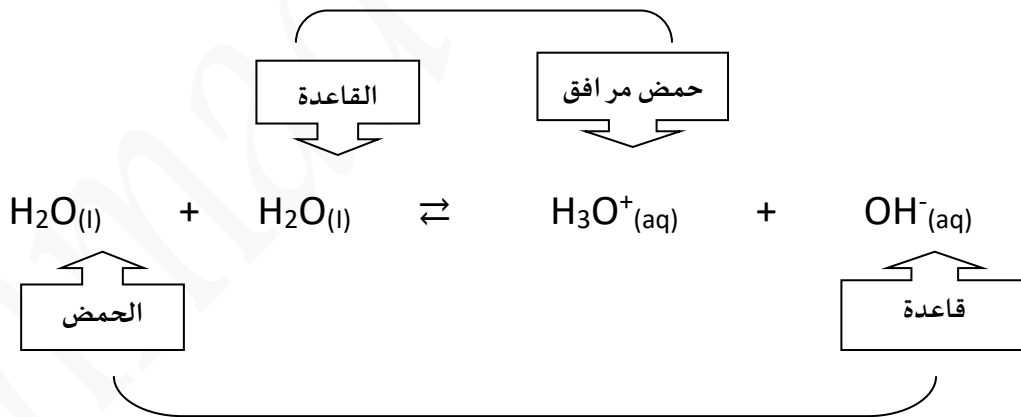 القاعدة
حمض مرافق
H₂O(l) + H₂O(l) ⇄ H₃O⁺(aq) + OH⁻(aq)
الحمض
قاعدة